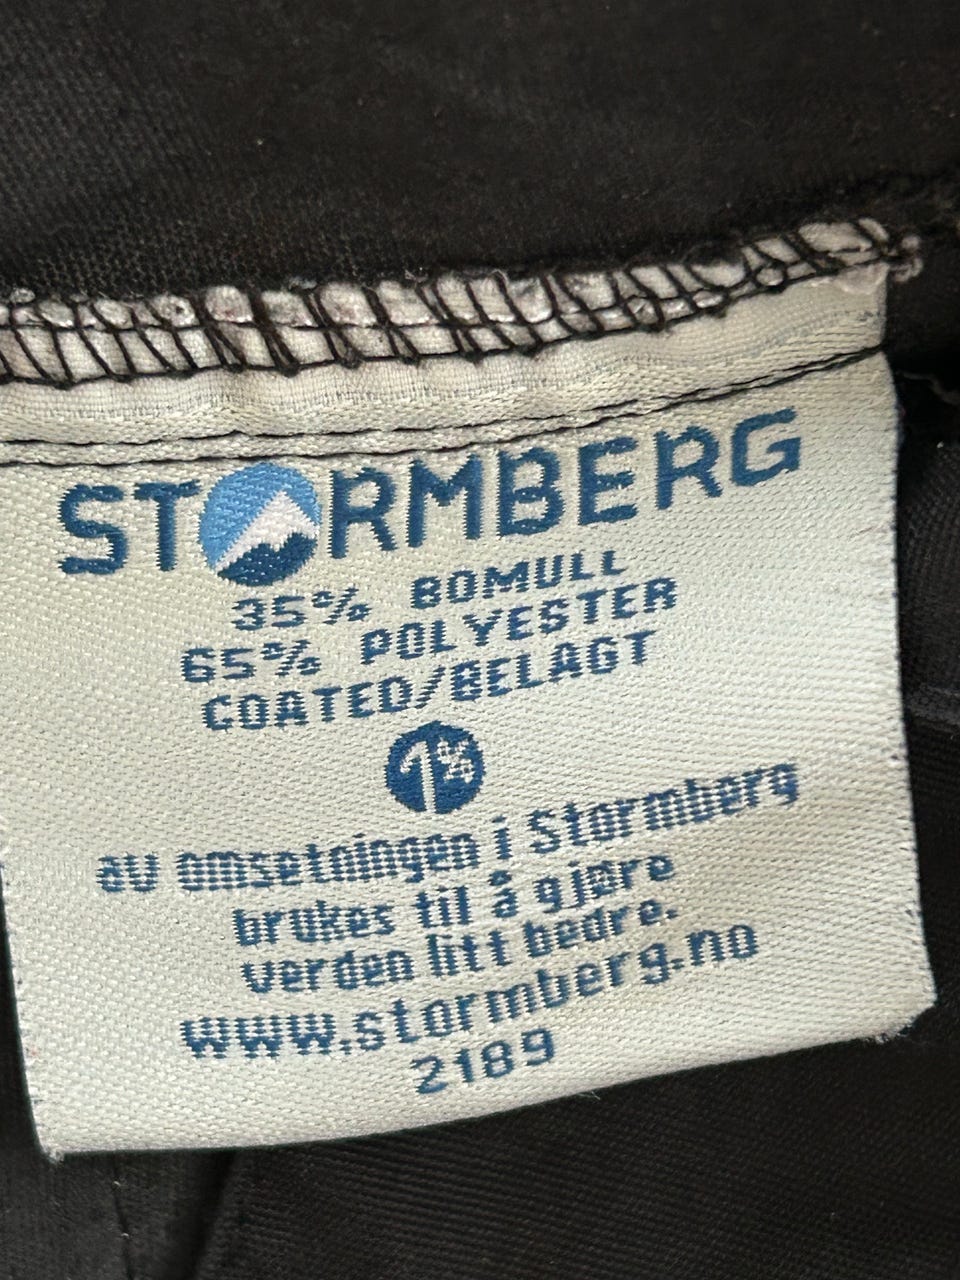 STORMBERG
35% BOMULL
65% POLYESTER
COATED/BELAGT
1%
av omsetningen i Stormberg
brukes til å gjøre
verden litt bedre.
www.stormberg.no
2189